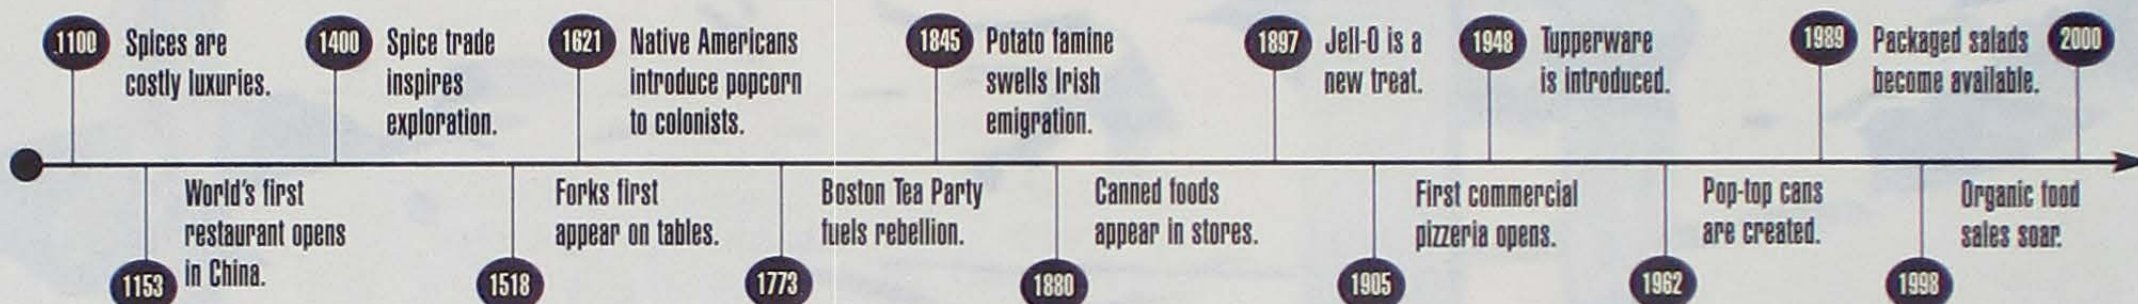 1100
Spices are
costly luxuries.
1153
World's first
restaurant opens
in China.
1400
Spice trade
inspires
exploration.
1518
Forks first
appear on tables.
1621
Native Americans
introduce popcorn
to colonists.
1773
Boston Tea Party
fuels rebellion.
1845
Potato famine
swells Irish
emigration.
1880
Canned foods
appear in stores.
1897
Jell-O is a
new treat.
1905
First commercial
pizzeria opens.
1948
Tupperware
is introduced.
1962
Pop-top cans
are created.
1989
Packaged salads
become available.
1998
Organic food
sales soar.
2000